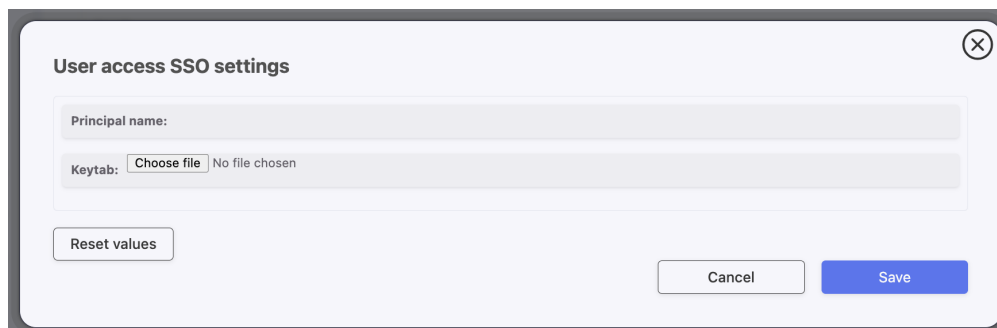 User access SSO settings
Principal name:
Keytab: Choose file No file chosen
Reset values
Cancel Save